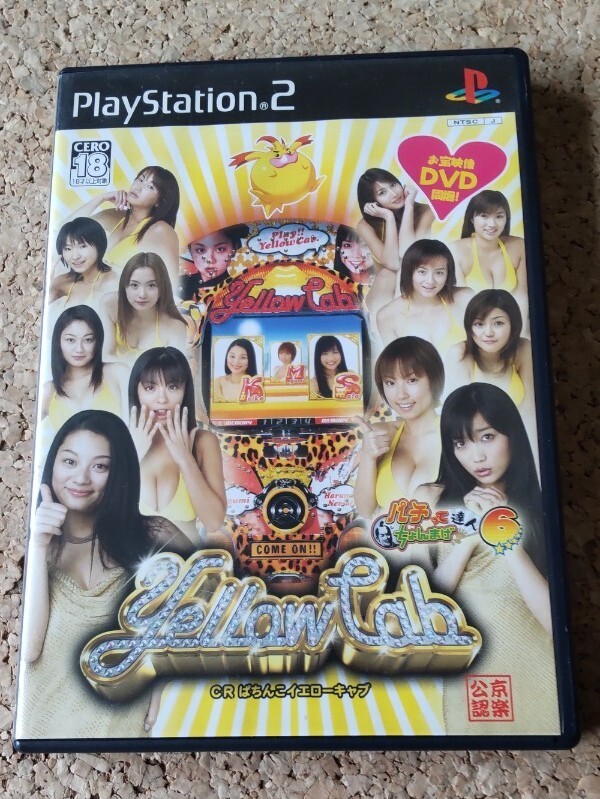 PlayStation®2
NTSC J
CERO
18
18才以上対象
お宝映像
DVD
同梱!
Play!!
Yellow Cab.
Yellow Cab
K
M
S
COME ON!!
パチってちょんまげ達人6
Yellow Cab
CRぱちんこイエローキャブ
京楽
公認